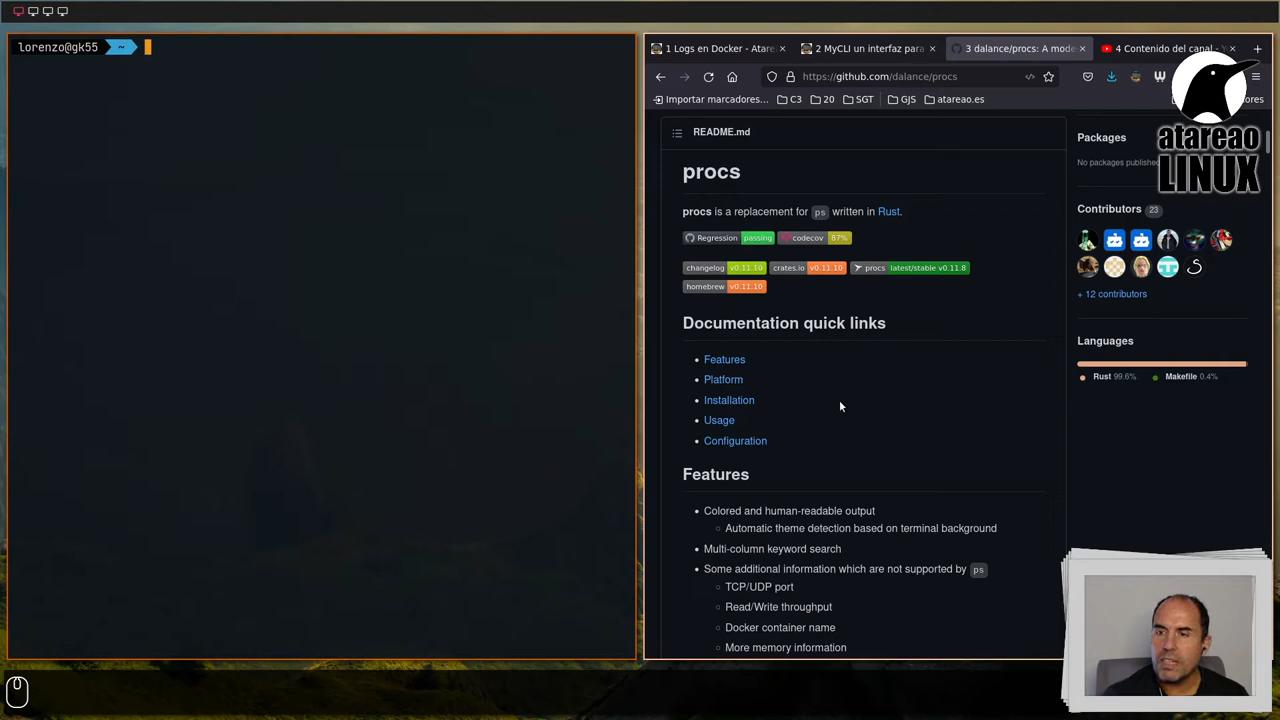 lorenzo@gk55 ~
1 Logs en Docker - Atare
2 MyCLI un interfaz para
3 dalance/procs: A mode
4 Contenido del canal - Y
https://github.com/dalance/procs
Importar marcadores...
C3
20
SGT
GJS
atareao.es
atareao
LINUX
README.md
procs
procs is a replacement for ps written in Rust.
Regression passing codecov 87%
changelog v0.11.10 crates.io v0.11.10 procs latest/stable v0.11.8
homebrew v0.11.10
Documentation quick links
Features
Platform
Installation
Usage
Configuration
Features
Colored and human-readable output
Automatic theme detection based on terminal background
Multi-column keyword search
Some additional information which are not supported by ps
TCP/UDP port
Read/Write throughput
Docker container name
More memory information
Packages
No packages published
Contributors 23
+ 12 contributors
Languages
Rust 99.6% Makefile 0.4%